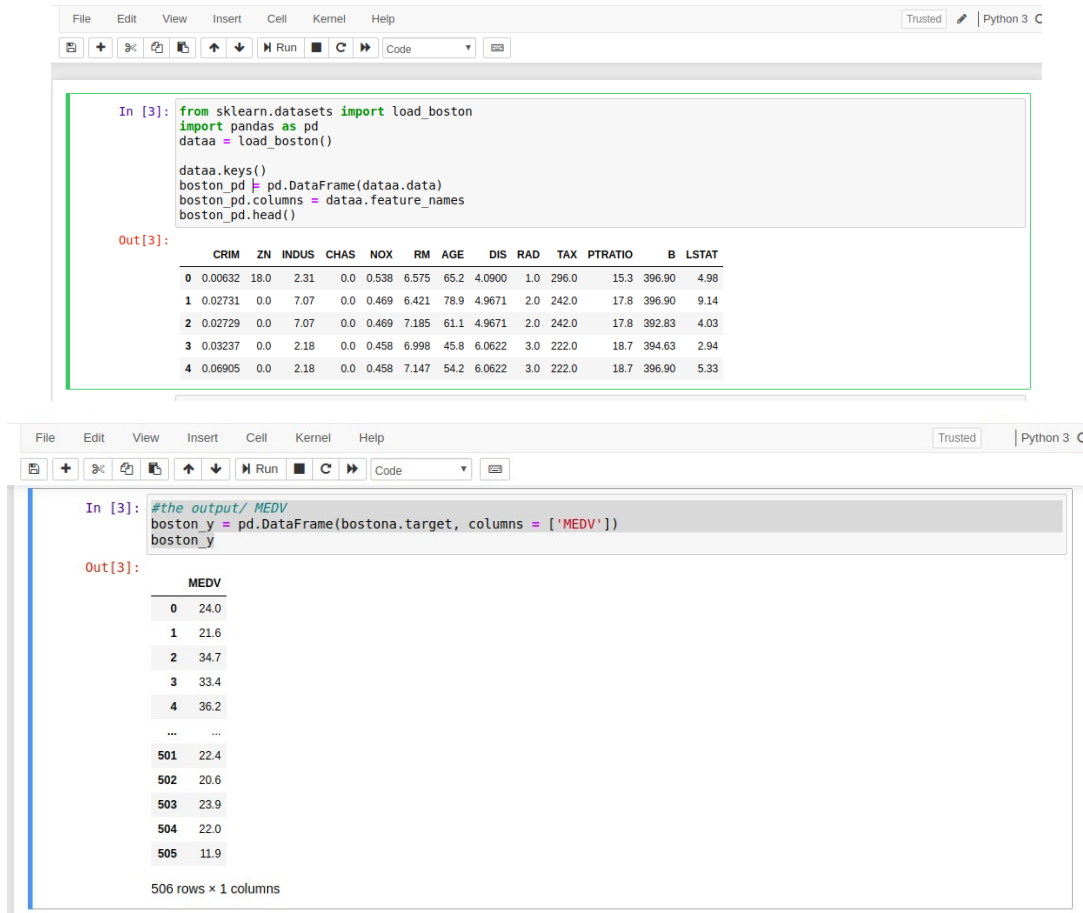 File Edit View Insert Cell Kernel Help Trusted Python 3
Run Code
In [3]: from sklearn.datasets import load_boston
import pandas as pd
dataa = load_boston()
dataa.keys()
boston_pd = pd.DataFrame(dataa.data)
boston_pd.columns = dataa.feature_names
boston_pd.head()
Out[3]:
CRIM ZN INDUS CHAS NOX RM AGE DIS RAD TAX PTRATIO B LSTAT
0 0.00632 18.0 2.31 0.0 0.538 6.575 65.2 4.0900 1.0 296.0 15.3 396.90 4.98
1 0.02731 0.0 7.07 0.0 0.469 6.421 78.9 4.9671 2.0 242.0 17.8 396.90 9.14
2 0.02729 0.0 7.07 0.0 0.469 7.185 61.1 4.9671 2.0 242.0 17.8 392.83 4.03
3 0.03237 0.0 2.18 0.0 0.458 6.998 45.8 6.0622 3.0 222.0 18.7 394.63 2.94
4 0.06905 0.0 2.18 0.0 0.458 7.147 54.2 6.0622 3.0 222.0 18.7 396.90 5.33
File Edit View Insert Cell Kernel Help Trusted Python 3
Run Code
In [3]: #the output/ MEDV
boston_y = pd.DataFrame(bostona.target, columns = ['MEDV'])
boston_y
Out[3]:
MEDV
0 24.0
1 21.6
2 34.7
3 33.4
4 36.2
... ...
501 22.4
502 20.6
503 23.9
504 22.0
505 11.9
506 rows × 1 columns